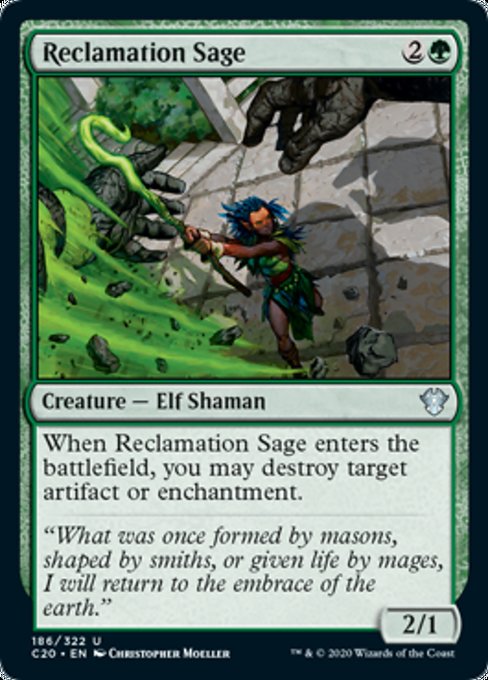 Reclamation Sage 2
Creature — Elf Shaman
When Reclamation Sage enters the
battlefield, you may destroy target
artifact or enchantment.
“What was once formed by masons,
shaped by smiths, or given life by mages,
I will return to the embrace of the
earth.”
2/1
186/322 U
C20 • EN Christopher Moeller ™ & © 2020 Wizards of the Coast